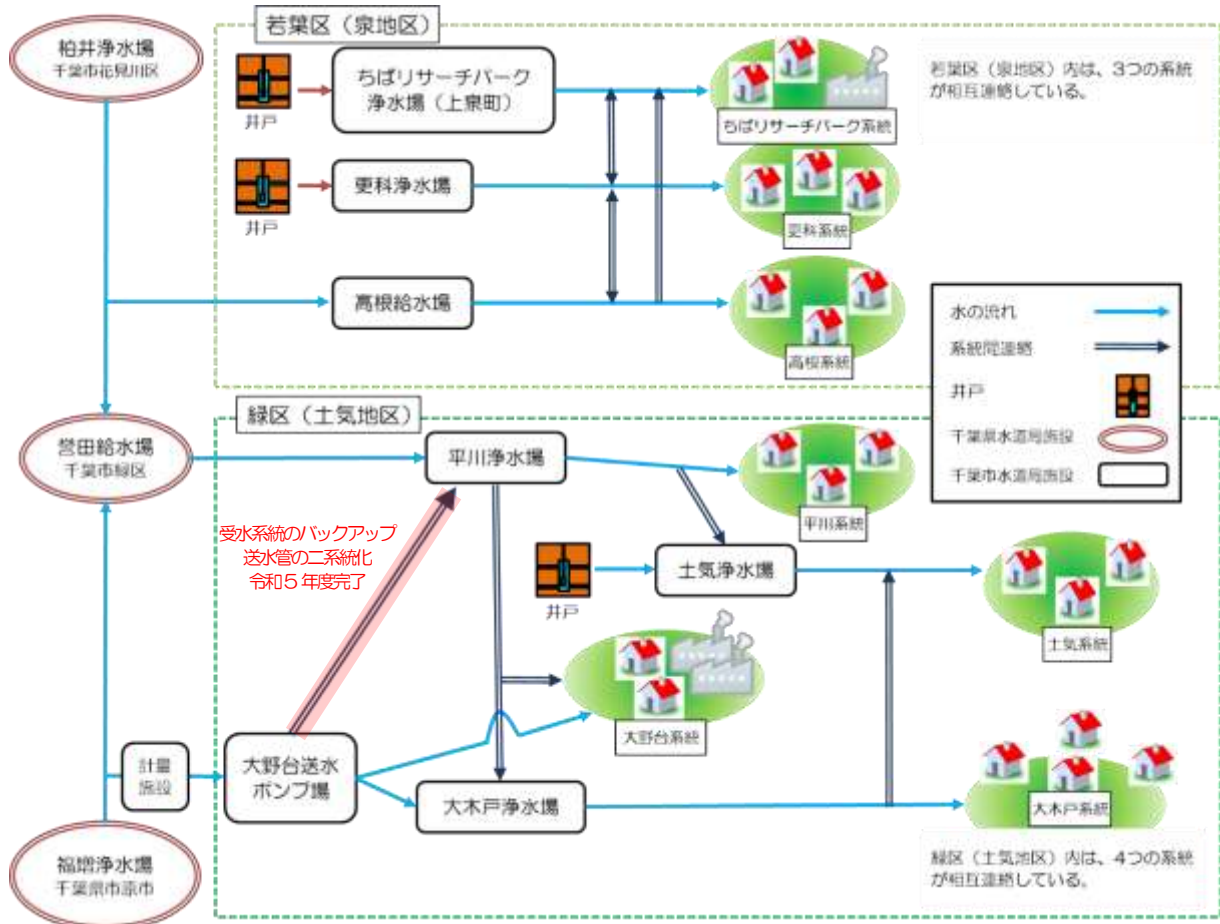 柏井浄水場
千葉市花見川区
若葉区（泉地区）
井戸
ちばリサーチパーク
浄水場（上泉町）
ちばリサーチパーク系統
若葉区（泉地区）内は、3つの系統
が相互連絡している。
井戸
更科浄水場
更科系統
高根給水場
高根系統
水の流れ
系統間連絡
井戸
千葉県水道局施設
千葉市水道局施設
誉田給水場
千葉市緑区
緑区（土気地区）
平川浄水場
平川系統
受水系統のバックアップ
送水管の二系統化
令和5年度完了
井戸
土気浄水場
土気系統
大野台系統
計量
施設
大野台送水
ポンプ場
大木戸浄水場
大木戸系統
福増浄水場
千葉県市原市
緑区（土気地区）内は、4つの系統
が相互連絡している。